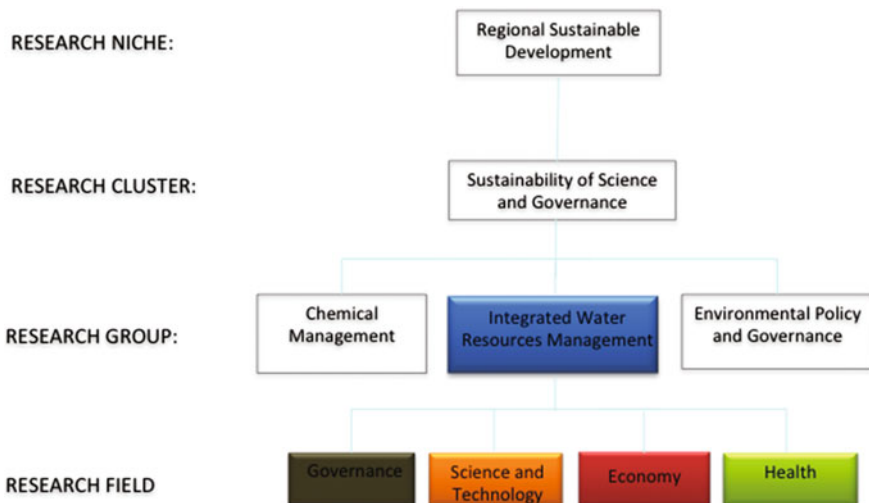 RESEARCH NICHE:
Regional Sustainable
Development
RESEARCH CLUSTER:
Sustainability of Science
and Governance
RESEARCH GROUP:
Chemical
Management
Integrated Water
Resources Management
Environmental Policy
and Governance
RESEARCH FIELD
Governance
Science and
Technology
Economy
Health